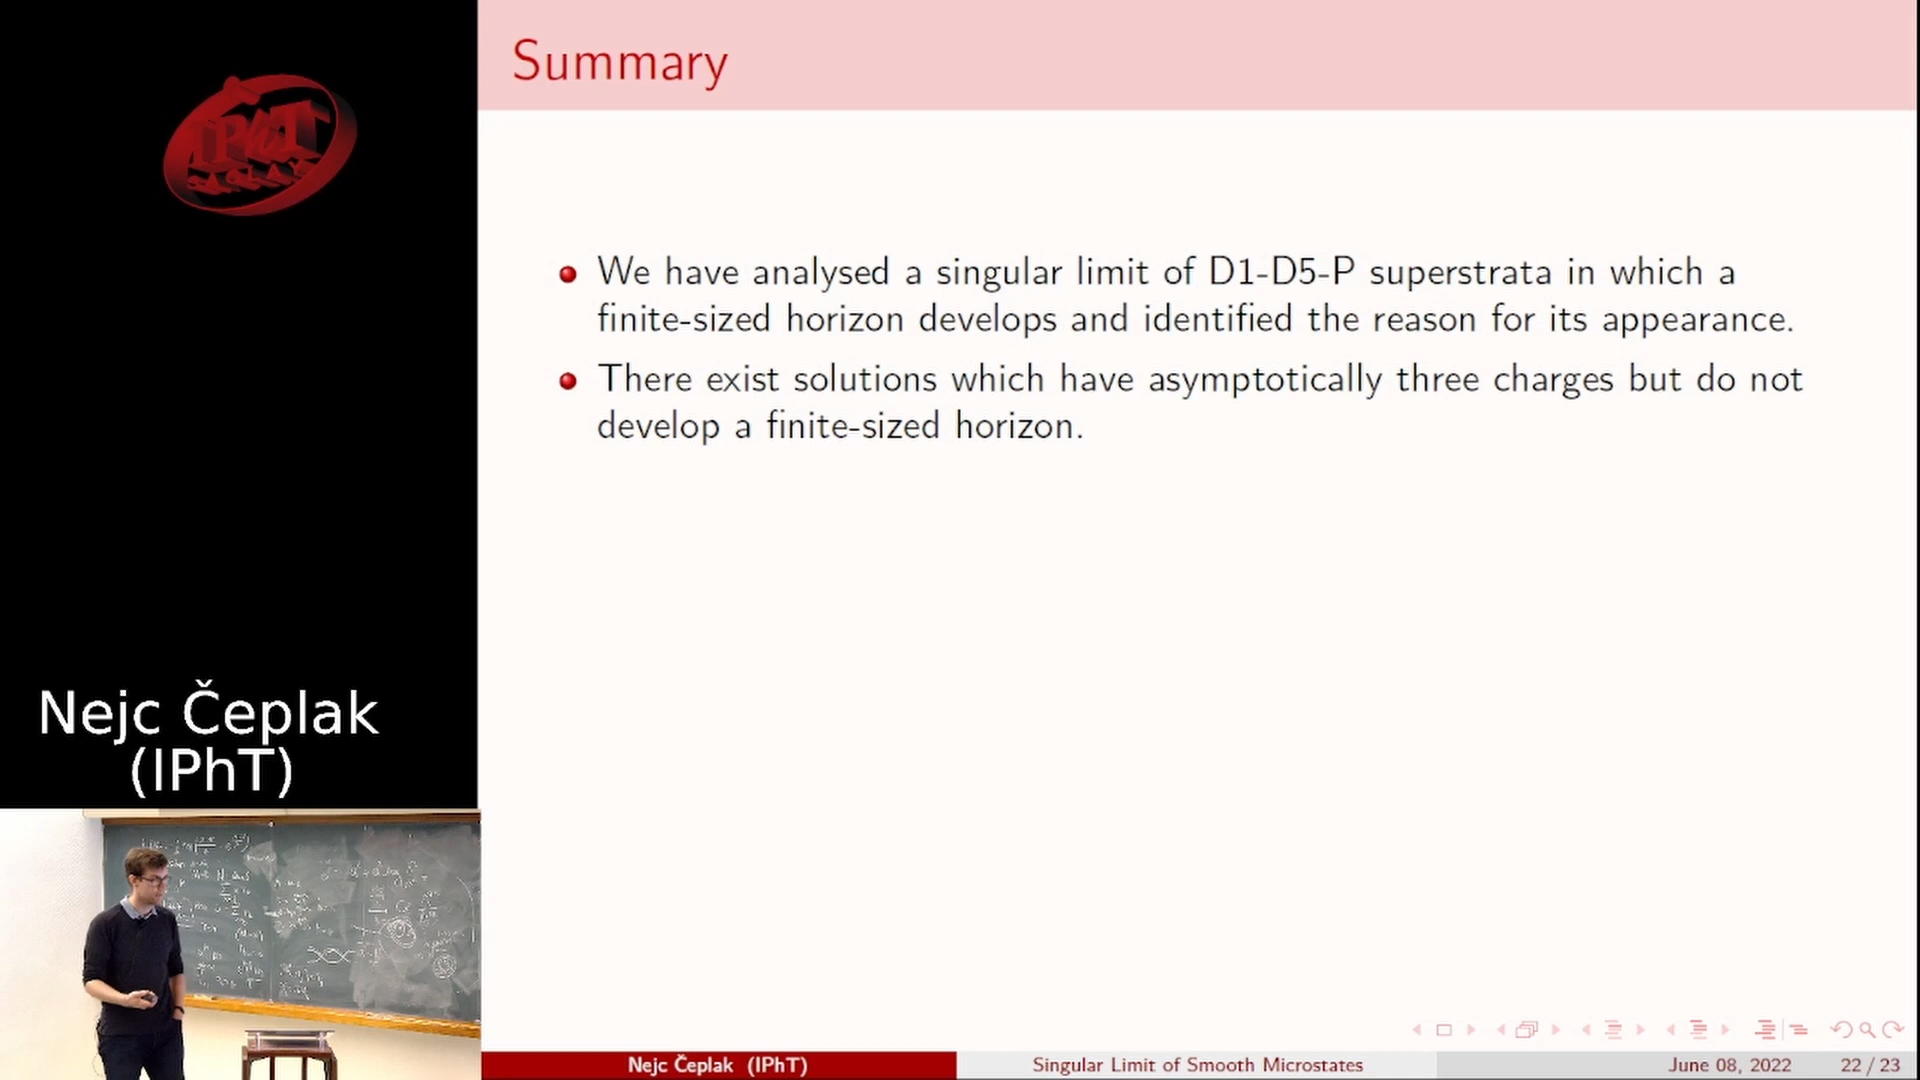 IPhT
SACLAY
Nejc Čeplak
(IPhT)
Summary
We have analysed a singular limit of D1-D5-P superstrata in which a
finite-sized horizon develops and identified the reason for its appearance.
There exist solutions which have asymptotically three charges but do not
develop a finite-sized horizon.
Nejc Čeplak (IPhT)
Singular Limit of Smooth Microstates
June 08, 2022
22 / 23